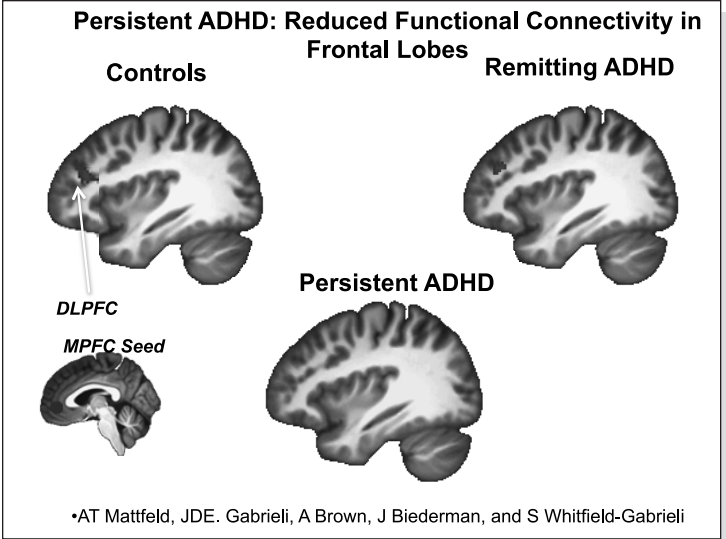 Persistent ADHD: Reduced Functional Connectivity in
Frontal Lobes
Controls
Remitting ADHD
Persistent ADHD
DLPFC
MPFC Seed
•AT Mattfeld, JDE. Gabrieli, A Brown, J Biederman, and S Whitfield-Gabrieli